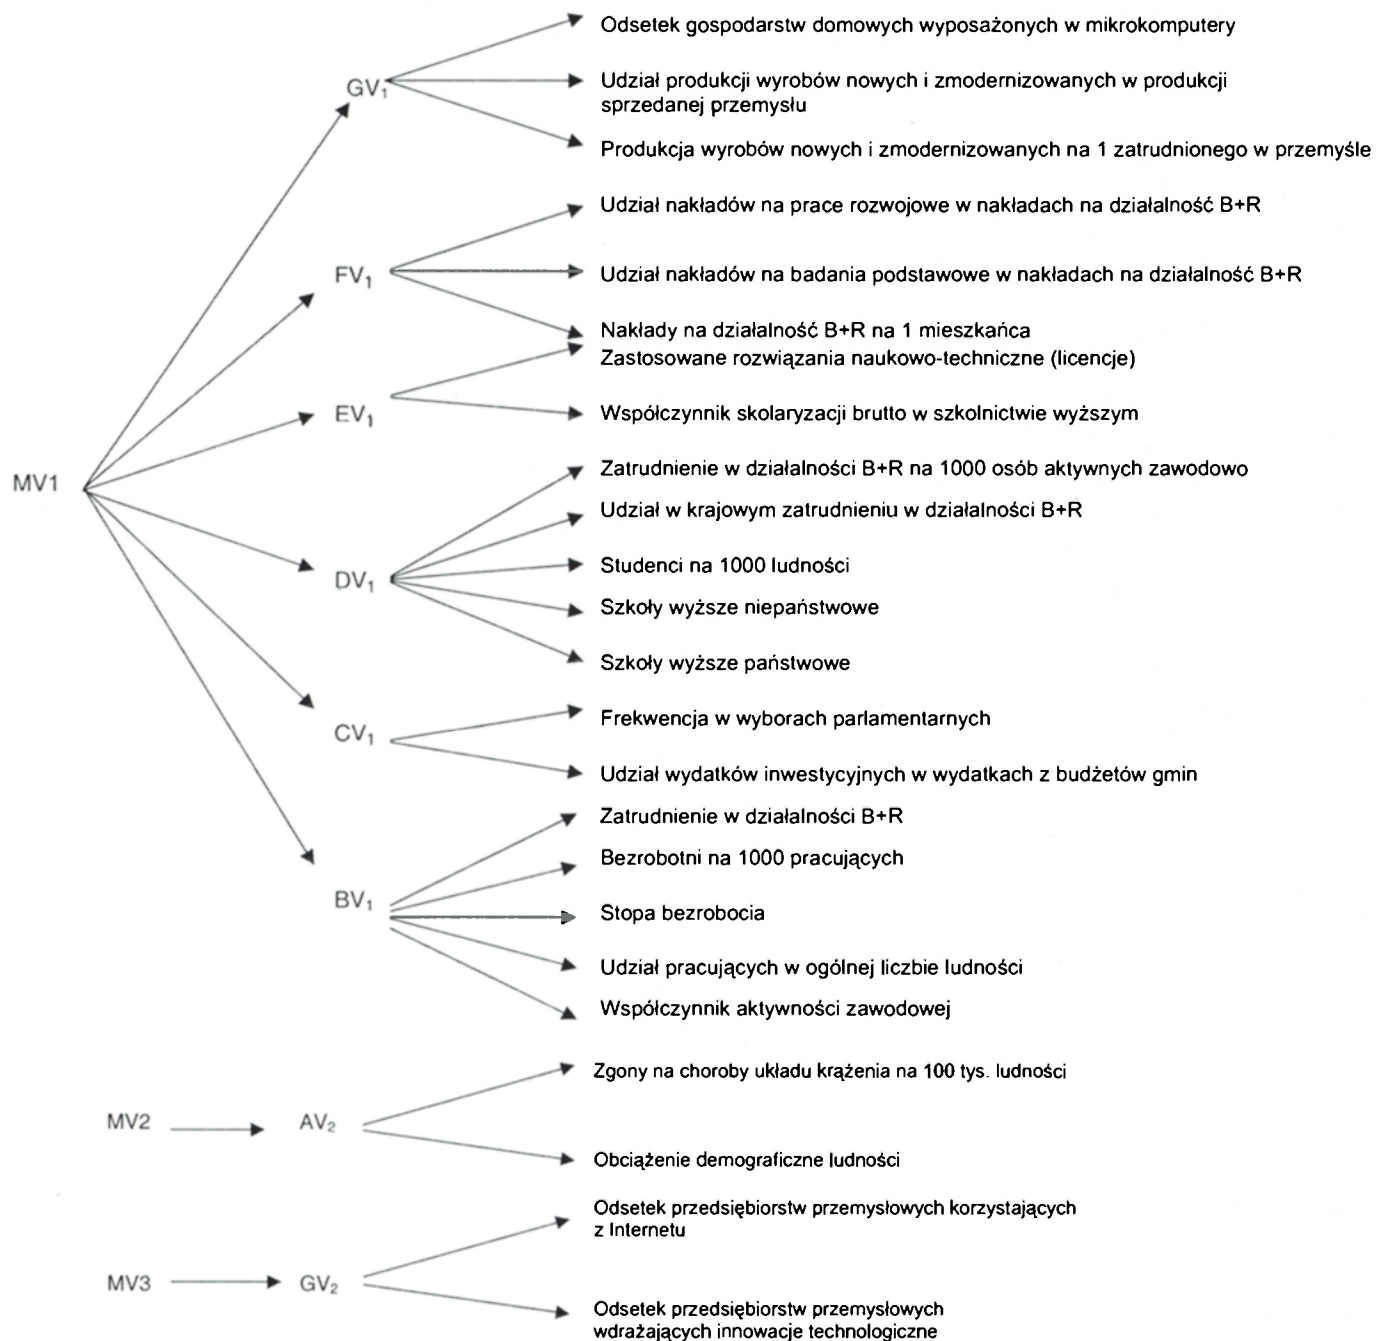 Odsetek gospodarstw domowych wyposażonych w mikrokomputery
GV₁
Udział produkcji wyrobów nowych i zmodernizowanych w produkcji
sprzedanej przemysłu
Produkcja wyrobów nowych i zmodernizowanych na 1 zatrudnionego w przemyśle
Udział nakładów na prace rozwojowe w nakładach na działalność B+R
FV₁
Udział nakładów na badania podstawowe w nakładach na działalność B+R
Nakłady na działalność B+R na 1 mieszkańca
Zastosowane rozwiązania naukowo-techniczne (licencje)
EV₁
Współczynnik skolaryzacji brutto w szkolnictwie wyższym
Zatrudnienie w działalności B+R na 1000 osób aktywnych zawodowo
MV1
Udział w krajowym zatrudnieniu w działalności B+R
Studenci na 1000 ludności
DV₁
Szkoły wyższe niepaństwowe
Szkoły wyższe państwowe
Frekwencja w wyborach parlamentarnych
CV₁
Udział wydatków inwestycyjnych w wydatkach z budżetów gmin
Zatrudnienie w działalności B+R
Bezrobotni na 1000 pracujących
BV₁
Stopa bezrobocia
Udział pracujących w ogólnej liczbie ludności
Współczynnik aktywności zawodowej
Zgony na choroby układu krążenia na 100 tys. ludności
MV2
AV₂
Obciążenie demograficzne ludności
Odsetek przedsiębiorstw przemysłowych korzystających
z Internetu
MV3
GV₂
Odsetek przedsiębiorstw przemysłowych
wdrażających innowacje technologiczne